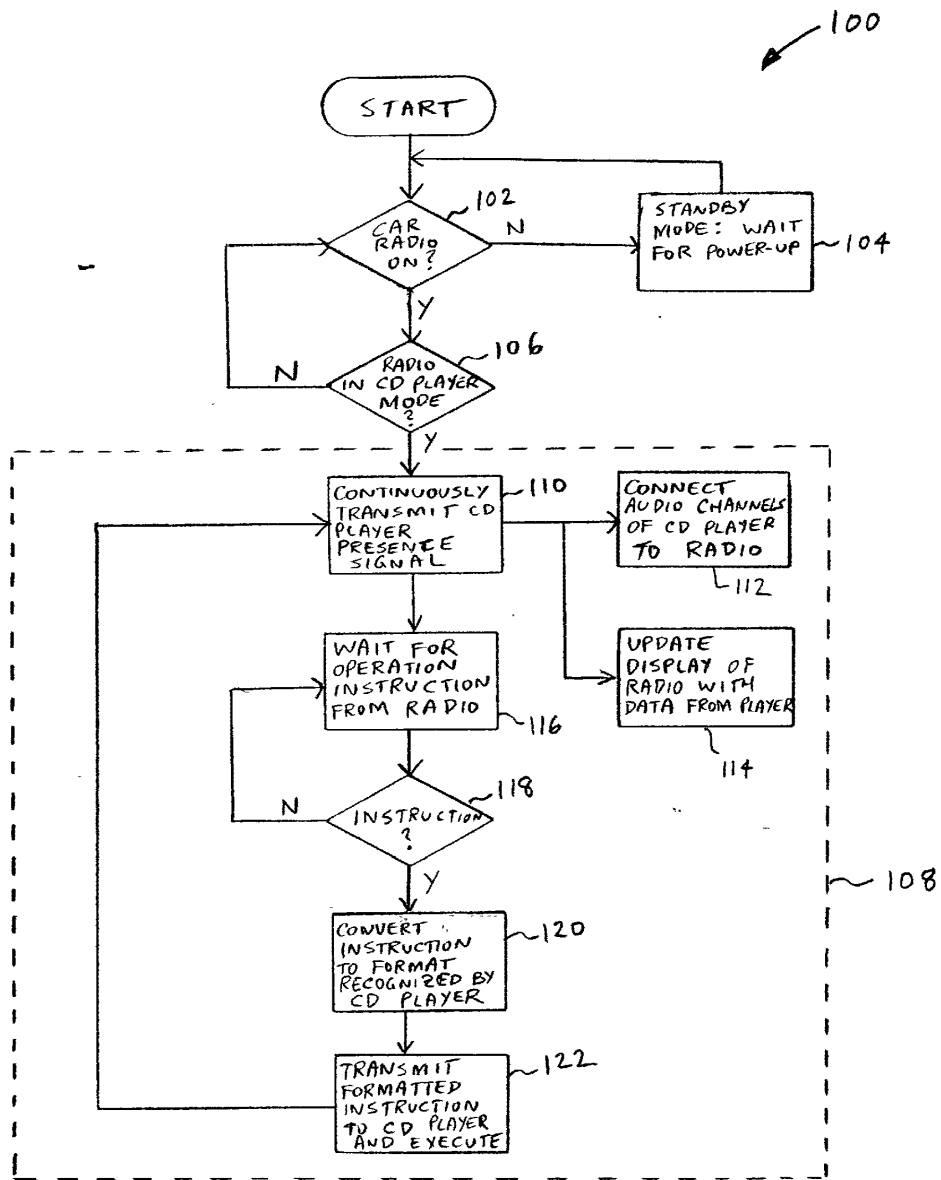 100
START
102
CAR
RADIO
ON?
N
STANDBY
MODE: WAIT
FOR POWER-UP
104
Y
106
RADIO
IN CD PLAYER
MODE
?
N
Y
CONTINUOUSLY
TRANSMIT CD
PLAYER
PRESENCE
SIGNAL
110
CONNECT
AUDIO CHANNELS
OF CD PLAYER
TO RADIO
112
WAIT FOR
OPERATION
INSTRUCTION
FROM RADIO
116
UPDATE
DISPLAY OF
RADIO WITH
DATA FROM PLAYER
114
118
INSTRUCTION
?
N
Y
108
CONVERT
INSTRUCTION
TO FORMAT
RECOGNIZED BY
CD PLAYER
120
TRANSMIT
FORMATTED
INSTRUCTION
TO CD PLAYER
AND EXECUTE
122